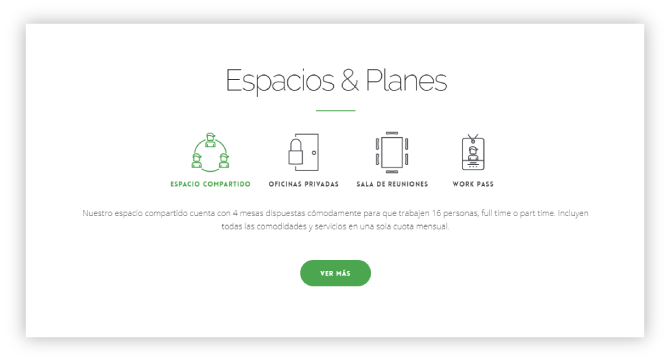 Espacios & Planes
ESPACIO COMPARTIDO OFICINAS PRIVADAS SALA DE REUNIONES WORK PASS
Nuestro espacio compartido cuenta con 4 mesas dispuestas cómodamente para que trabajen 16 personas, full time o part time. Incluyen
todas las comodidades y servicios en una sola cuota mensual.
VER MÁS